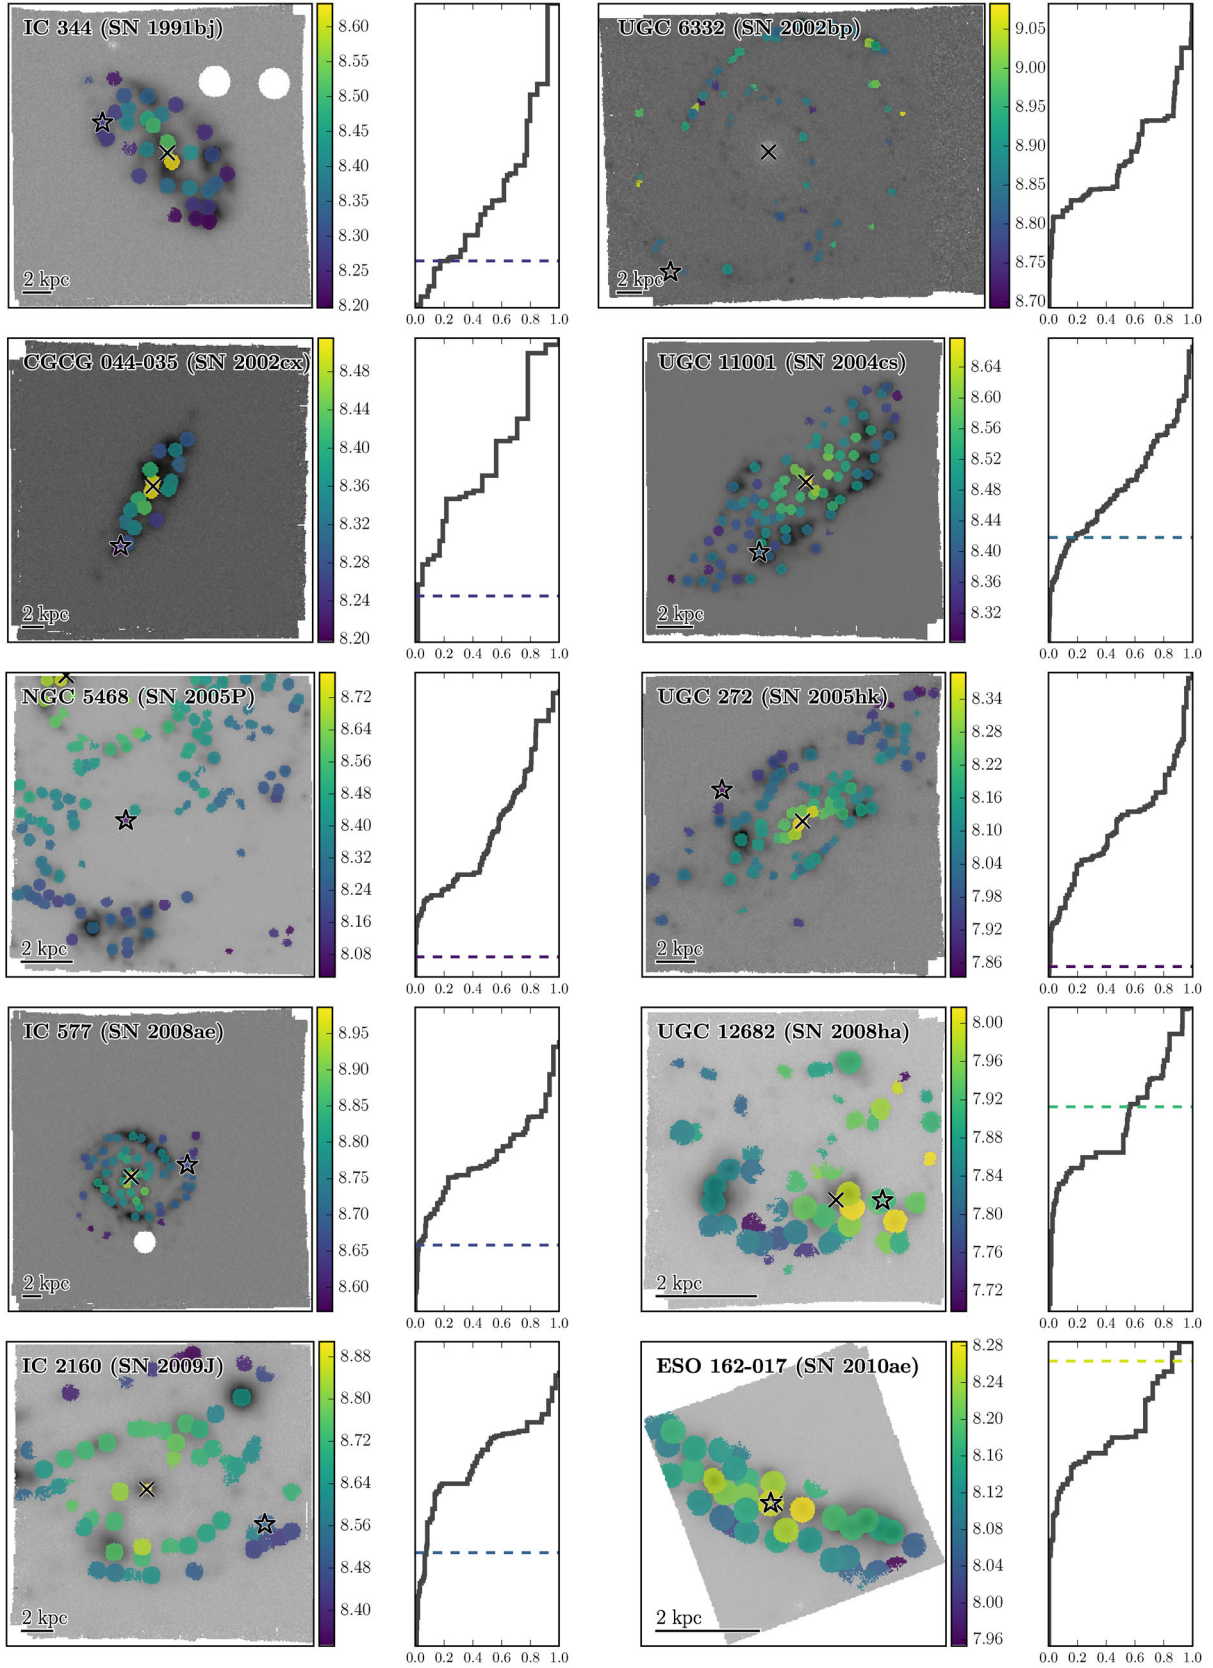 IC 344 (SN 1991bj)
2 kpc
8.60
8.55
8.50
8.45
8.40
8.35
8.30
8.25
8.20
0.0 0.2 0.4 0.6 0.8 1.0
UGC 6332 (SN 2002bp)
2 kpc
9.05
9.00
8.95
8.90
8.85
8.80
8.75
8.70
0.0 0.2 0.4 0.6 0.8 1.0
CGCG 044-035 (SN 2002cx)
2 kpc
8.48
8.44
8.40
8.36
8.32
8.28
8.24
8.20
0.0 0.2 0.4 0.6 0.8 1.0
UGC 11001 (SN 2004cs)
2 kpc
8.64
8.60
8.56
8.52
8.48
8.44
8.40
8.36
8.32
0.0 0.2 0.4 0.6 0.8 1.0
NGC 5468 (SN 2005P)
2 kpc
8.72
8.64
8.56
8.48
8.40
8.32
8.24
8.16
8.08
0.0 0.2 0.4 0.6 0.8 1.0
UGC 272 (SN 2005hk)
2 kpc
8.34
8.28
8.22
8.16
8.10
8.04
7.98
7.92
7.86
0.0 0.2 0.4 0.6 0.8 1.0
IC 577 (SN 2008ae)
2 kpc
8.95
8.90
8.85
8.80
8.75
8.70
8.65
8.60
0.0 0.2 0.4 0.6 0.8 1.0
UGC 12682 (SN 2008ha)
2 kpc
8.00
7.96
7.92
7.88
7.84
7.80
7.76
7.72
0.0 0.2 0.4 0.6 0.8 1.0
IC 2160 (SN 2009J)
2 kpc
8.88
8.80
8.72
8.64
8.56
8.48
8.40
0.0 0.2 0.4 0.6 0.8 1.0
ESO 162-017 (SN 2010ae)
2 kpc
8.28
8.24
8.20
8.16
8.12
8.08
8.04
8.00
7.96
0.0 0.2 0.4 0.6 0.8 1.0